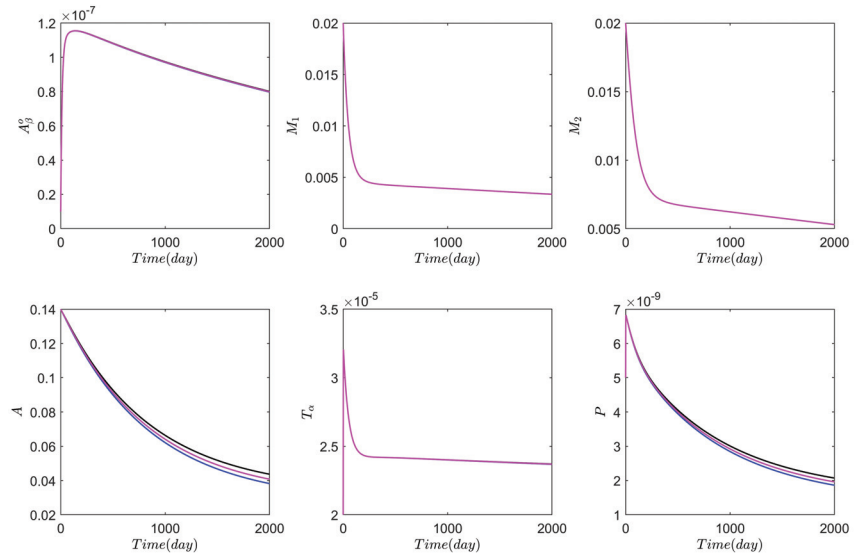 ×10⁻⁷
1.2
1
0.8
0.6
0.4
0.2
0
0 1000 2000
A_β^o
Time(day)
0.02
0.015
0.01
0.005
0
0 1000 2000
M₁
Time(day)
0.02
0.015
0.01
0.005
0 1000 2000
M₂
Time(day)
0.14
0.12
0.1
0.08
0.06
0.04
0.02
0 1000 2000
A
Time(day)
×10⁻⁵
3.5
3
2.5
2
0 1000 2000
T_α
Time(day)
×10⁻⁹
7
6
5
4
3
2
1
0 1000 2000
P
Time(day)